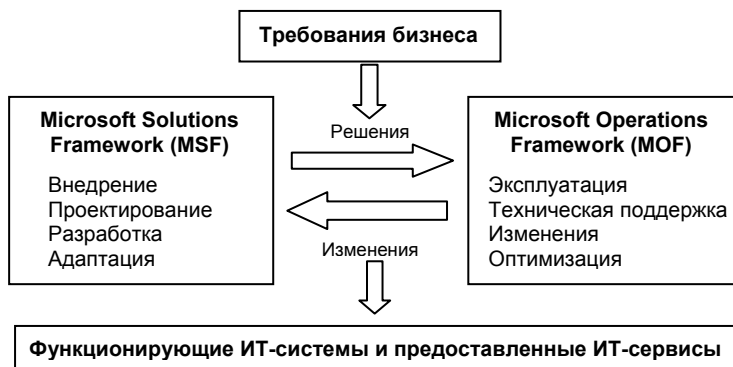 Требования бизнеса
Microsoft Solutions
Framework (MSF)
Внедрение
Проектирование
Разработка
Адаптация
Решения
Изменения
Microsoft Operations
Framework (MOF)
Эксплуатация
Техническая поддержка
Изменения
Оптимизация
Функционирующие ИТ-системы и предоставленные ИТ-сервисы